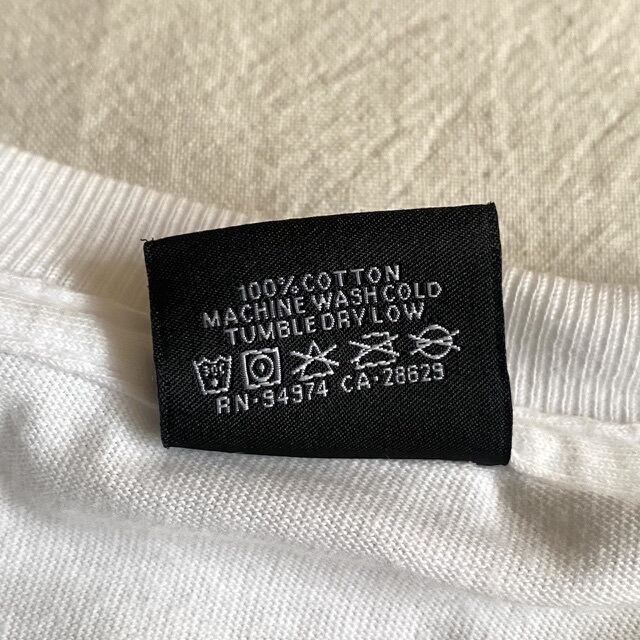 100% COTTON
MACHINE WASH COLD
TUMBLE DRY LOW
RN-94974 CA-28629